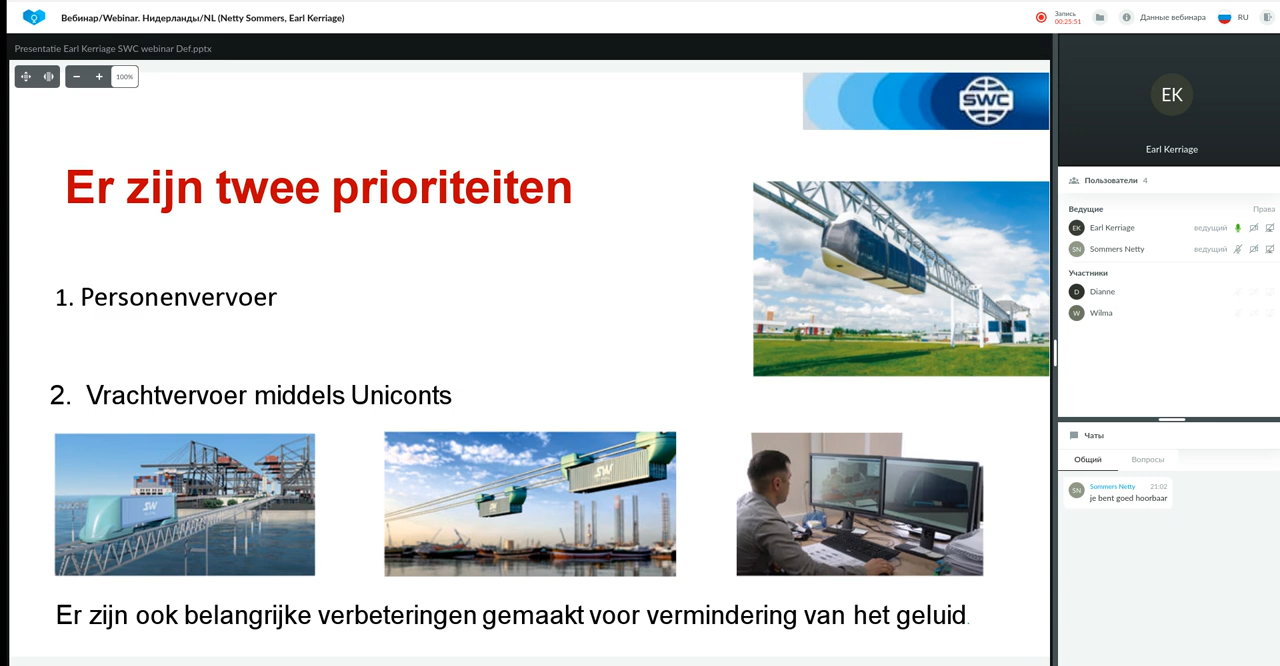 Вебинар/Webinar. Нидерланды/NL (Netty Sommers, Earl Kerriage)
Запись
00:25:51
Данные вебинара
RU
Presentatie Earl Kerriage SWC webinar Def.pptx
100%
SWC
Er zijn twee prioriteiten
1. Personenvervoer
2. Vrachtvervoer middels Uniconts
SW
SW
Er zijn ook belangrijke verbeteringen gemaakt voor vermindering van het geluid.
EK
Earl Kerriage
Пользователи 4
Ведущие Права
EK Earl Kerriage ведущий
SN Sommers Netty ведущий
Участники
D Dianne
W Wilma
Чаты
Общий Вопросы
SN Sommers Netty 21:02
je bent goed hoorbaar